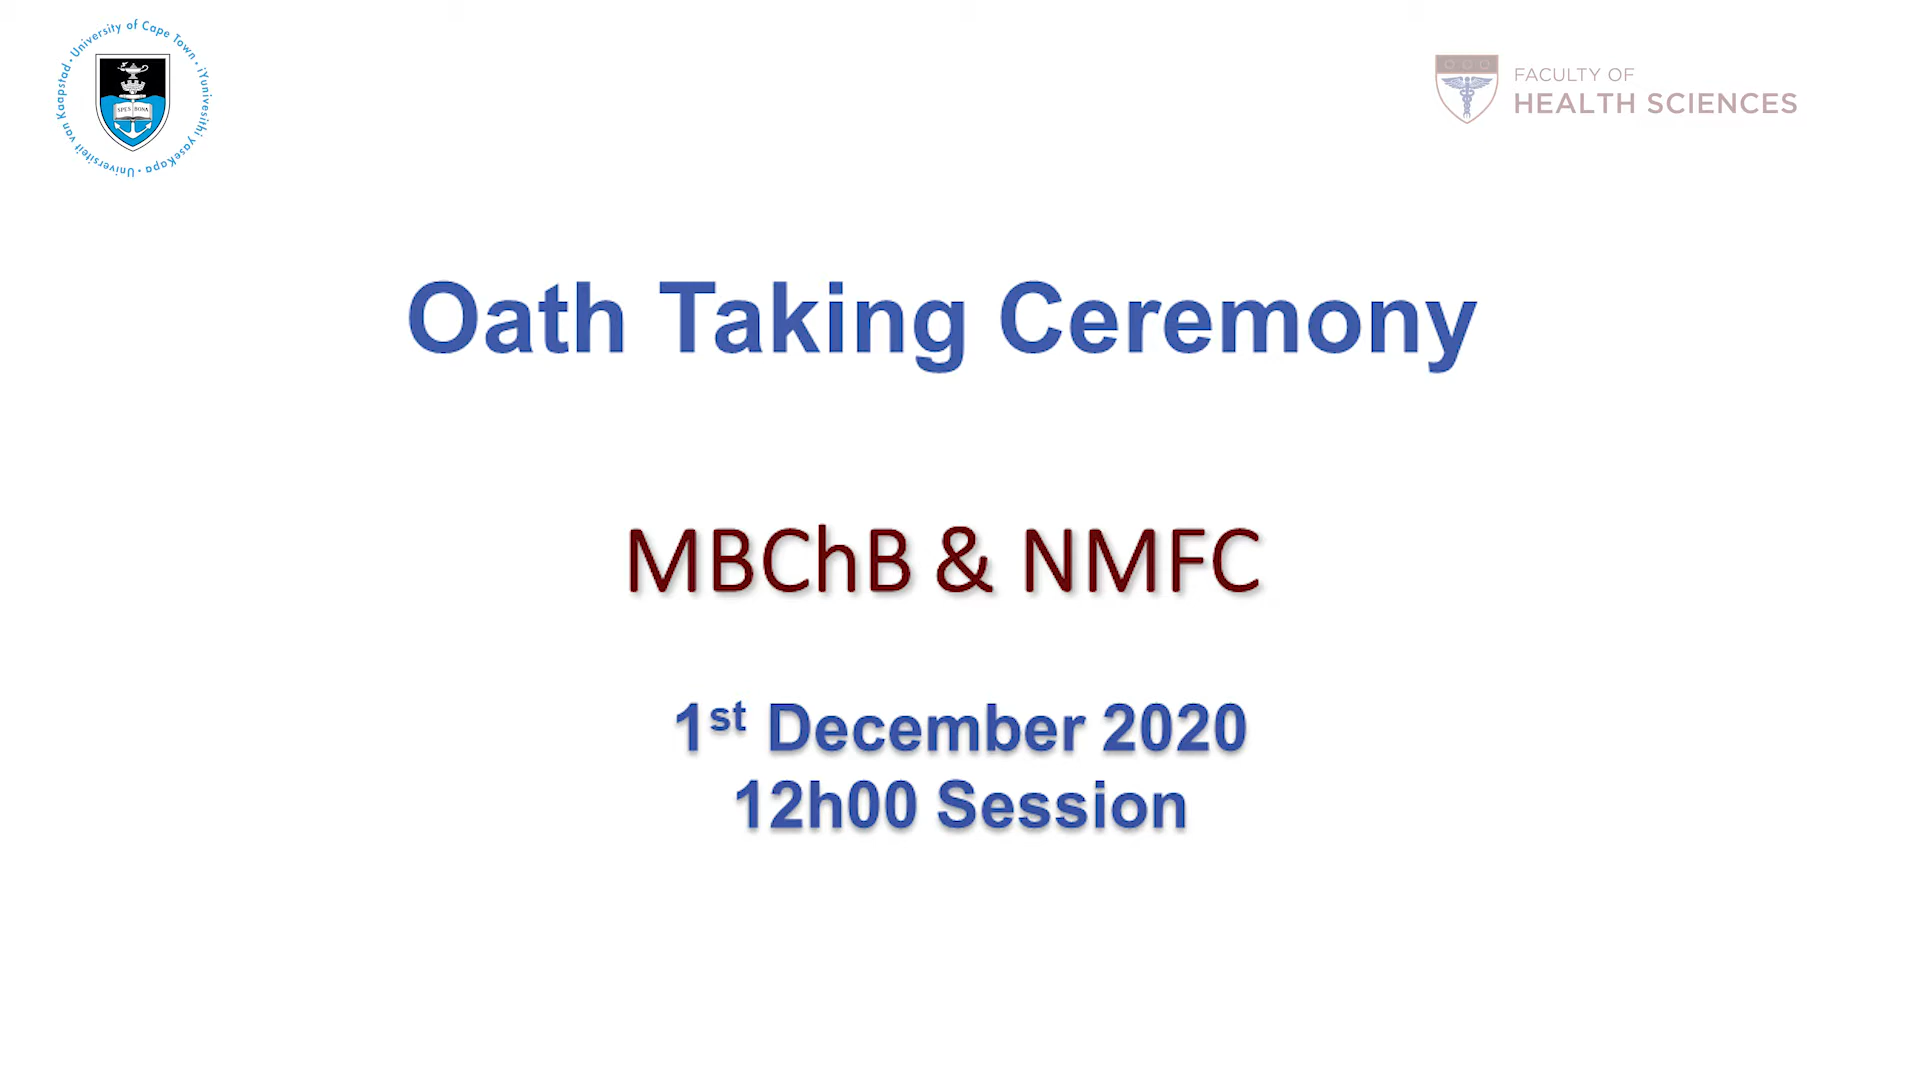 University of Cape Town · iYunivesithi yaseKapa · Universiteit van Kaapstad ·
SPES BONA
FACULTY OF
HEALTH SCIENCES
Oath Taking Ceremony
MBChB & NMFC
1st December 2020
12h00 Session